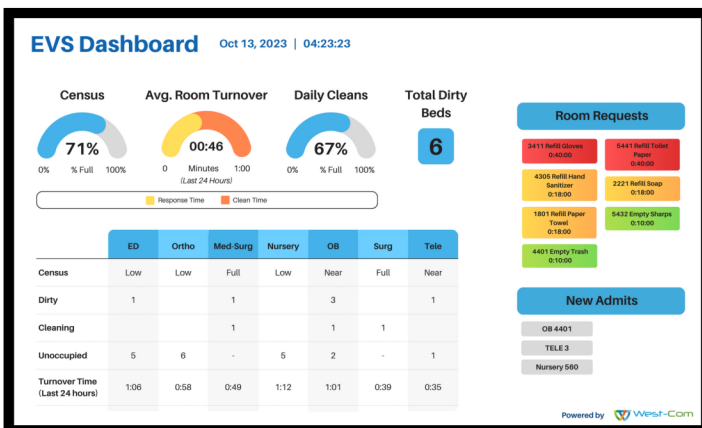 EVS Dashboard
Oct 13, 2023 | 04:23:23
Census
71%
0% % Full 100%
Avg. Room Turnover
00:46
0 Minutes 1:00
(Last 24 Hours)
Daily Cleans
67%
0% % Full 100%
Total Dirty
Beds
6
Response Time Clean Time
ED Ortho Med-Surg Nursery OB Surg Tele
Census Low Low Full Low Near Full Near
Dirty 1 1 3 1
Cleaning 1 1 1
Unoccupied 5 6 - 5 2 - 1
Turnover Time
(Last 24 hours) 1:06 0:58 0:49 1:12 1:01 0:39 0:35
Room Requests
3411 Refill Gloves
0:40:00
5441 Refill Toilet
Paper
0:40:00
4305 Refill Hand
Sanitizer
0:18:00
2221 Refill Soap
0:18:00
1801 Refill Paper
Towel
0:18:00
5432 Empty Sharps
0:10:00
4401 Empty Trash
0:10:00
New Admits
OB 4401
TELE 3
Nursery 560
Powered by West-Com